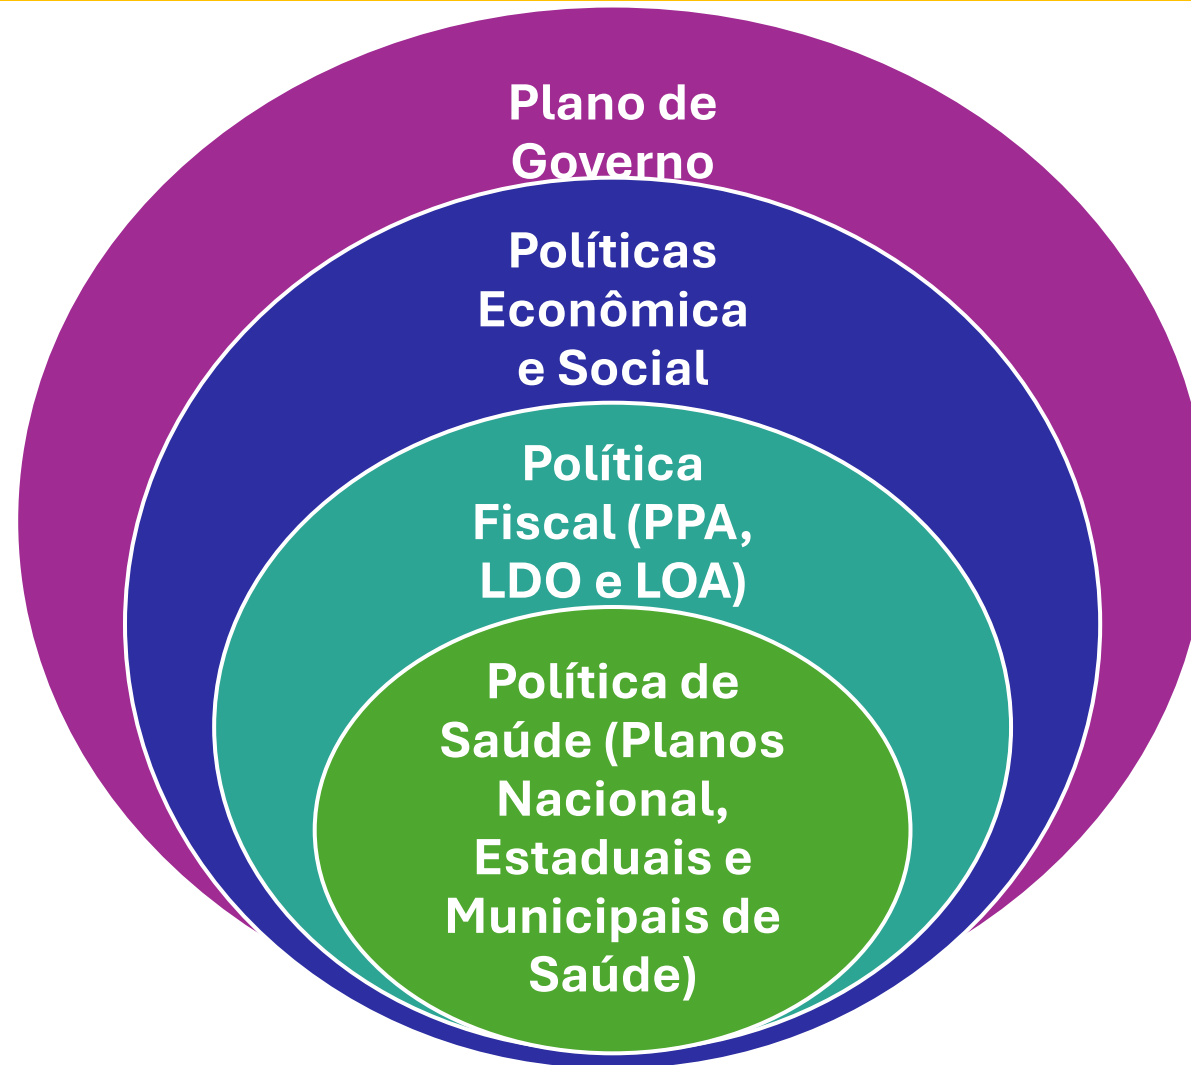 Plano de
Governo
Políticas
Econômica
e Social
Política
Fiscal (PPA,
LDO e LOA)
Política de
Saúde (Planos
Nacional,
Estaduais e
Municipais de
Saúde)